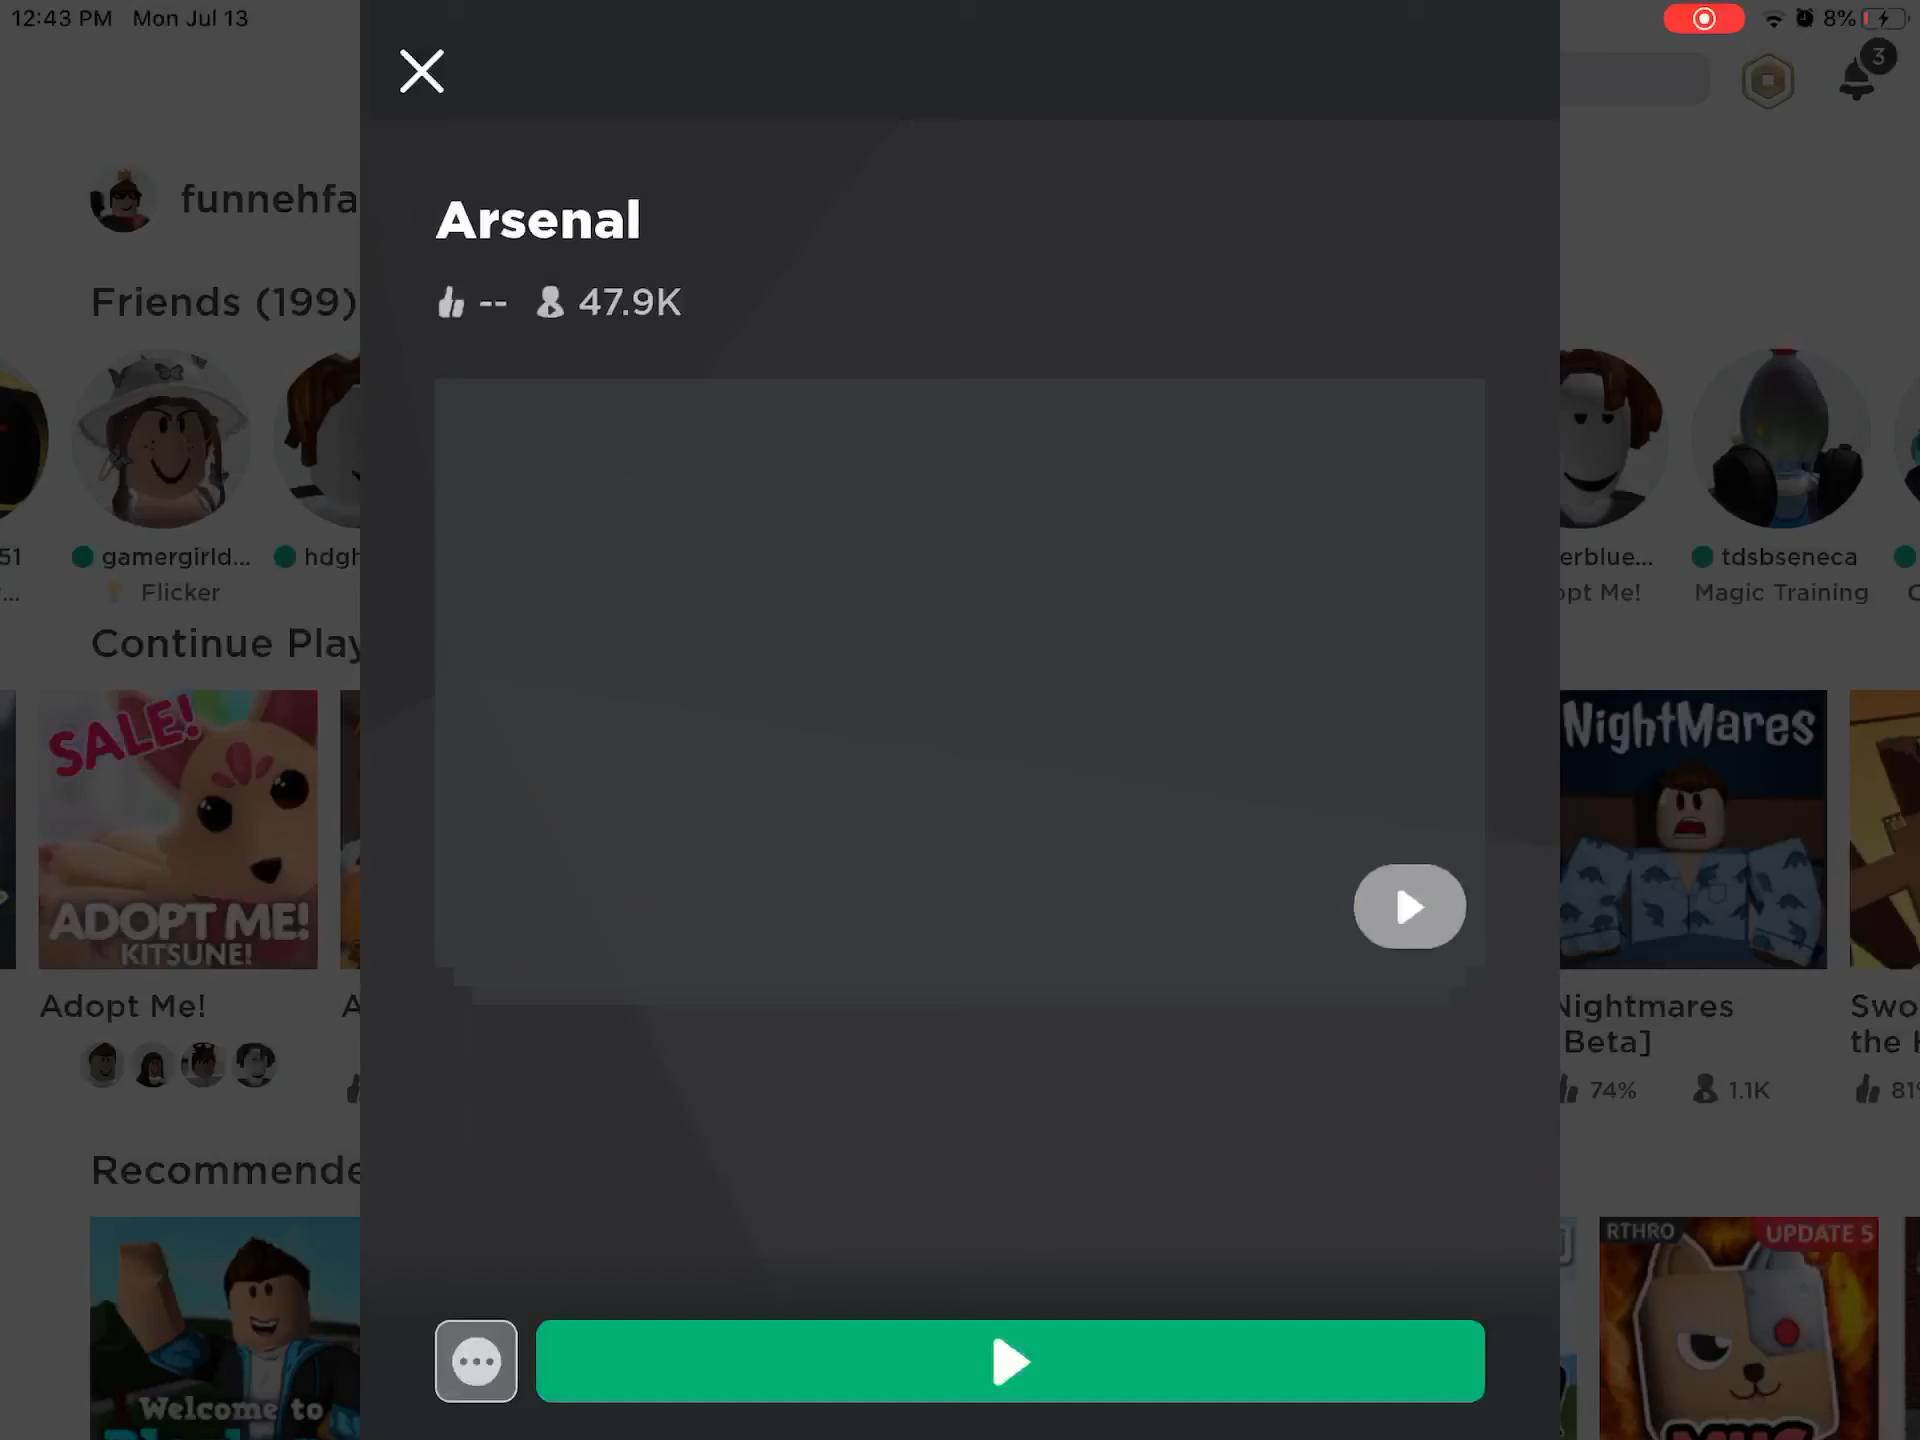 12:43 PM Mon Jul 13
8%
3
Arsenal
-- 47.9K
funnehfa
Friends (199)
51
gamergirld...
hdgh
erblue...
tdsbseneca
...
Flicker
opt Me!
Magic Training
Continue Play
SALE!
ADOPT ME!
KITSUNE!
NightMares
Adopt Me!
A
Nightmares
Beta]
Swo
the
74%
1.1K
81%
Recommende
Welcome to
RTHRO
UPDATE 5